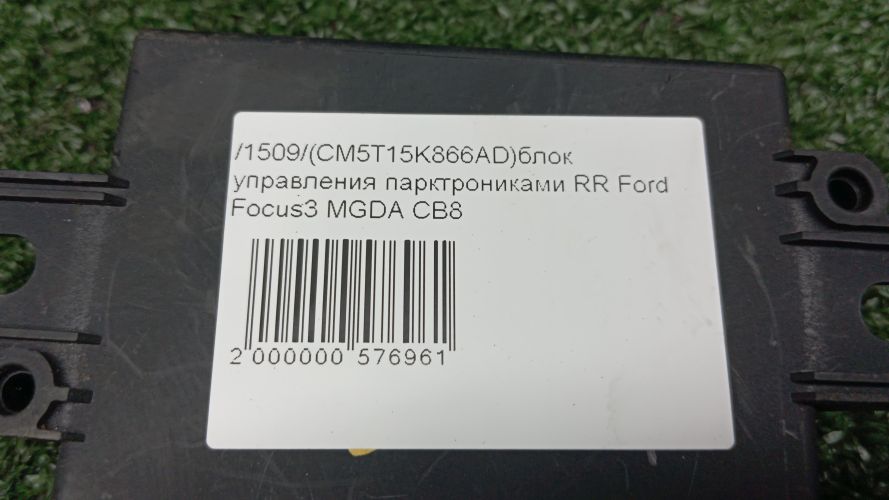 /1509/(CM5T15K866AD)блок
управления парктрониками RR Ford
Focus3 MGDA CB8
2 000000 576961